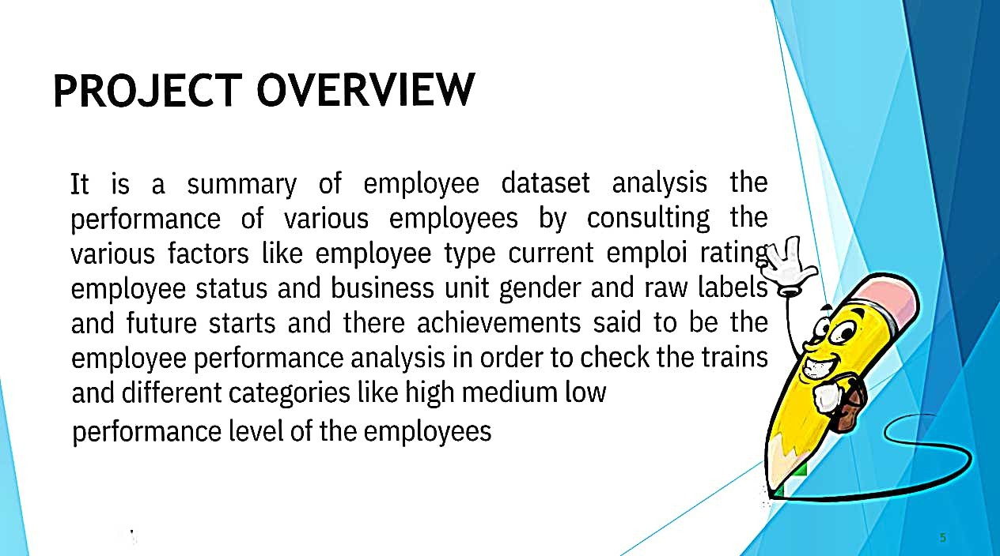 PROJECT OVERVIEW
It is a summary of employee dataset analysis the
performance of various employees by consulting the
various factors like employee type current emploi rating
employee status and business unit gender and raw labels
and future starts and there achievements said to be the
employee performance analysis in order to check the trains
and different categories like high medium low
performance level of the employees
5